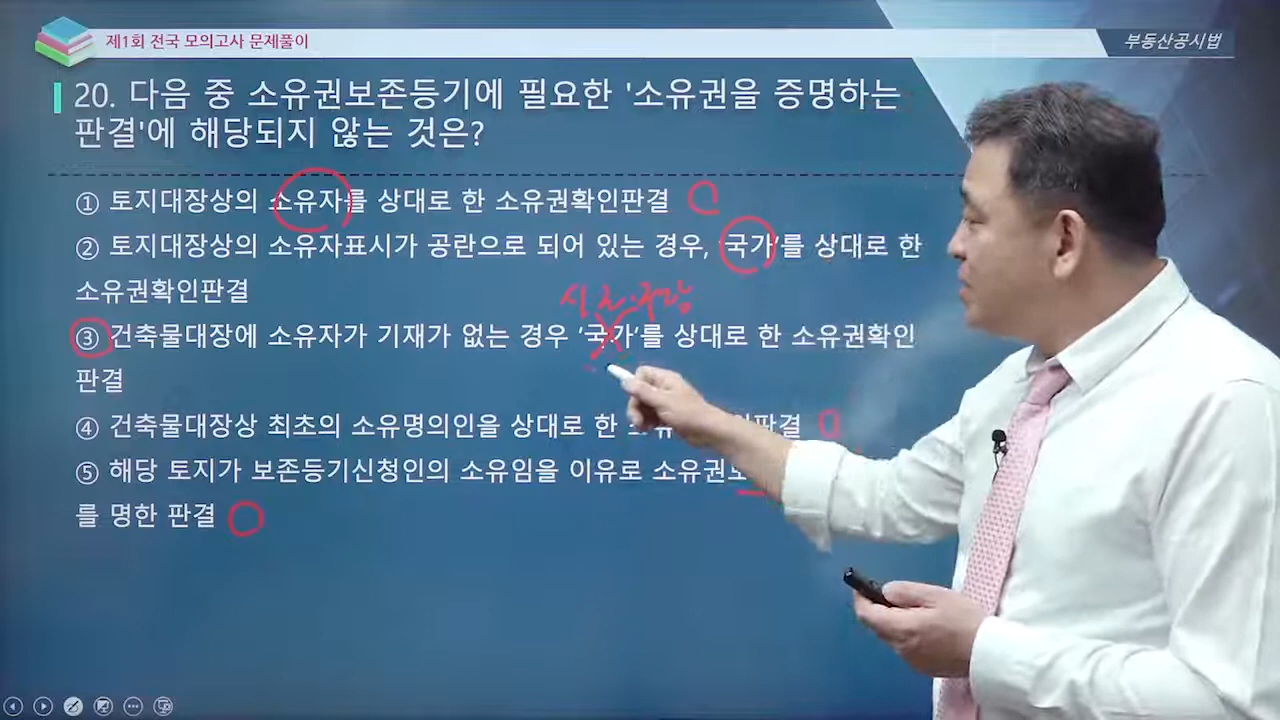 제1회 전국 모의고사 문제풀이
부동산공시법
20. 다음 중 소유권보존등기에 필요한 '소유권을 증명하는
판결'에 해당되지 않는 것은?
① 토지대장상의 소유자를 상대로 한 소유권확인판결
② 토지대장상의 소유자표시가 공란으로 되어 있는 경우, '국가'를 상대로 한
소유권확인판결
③ 건축물대장에 소유자가 기재가 없는 경우 '국가'를 상대로 한 소유권확인
판결
④ 건축물대장상 최초의 소유명의인을 상대로 한 판결
⑤ 해당 토지가 보존등기신청인의 소유임을 이유로 소유권
를 명한 판결